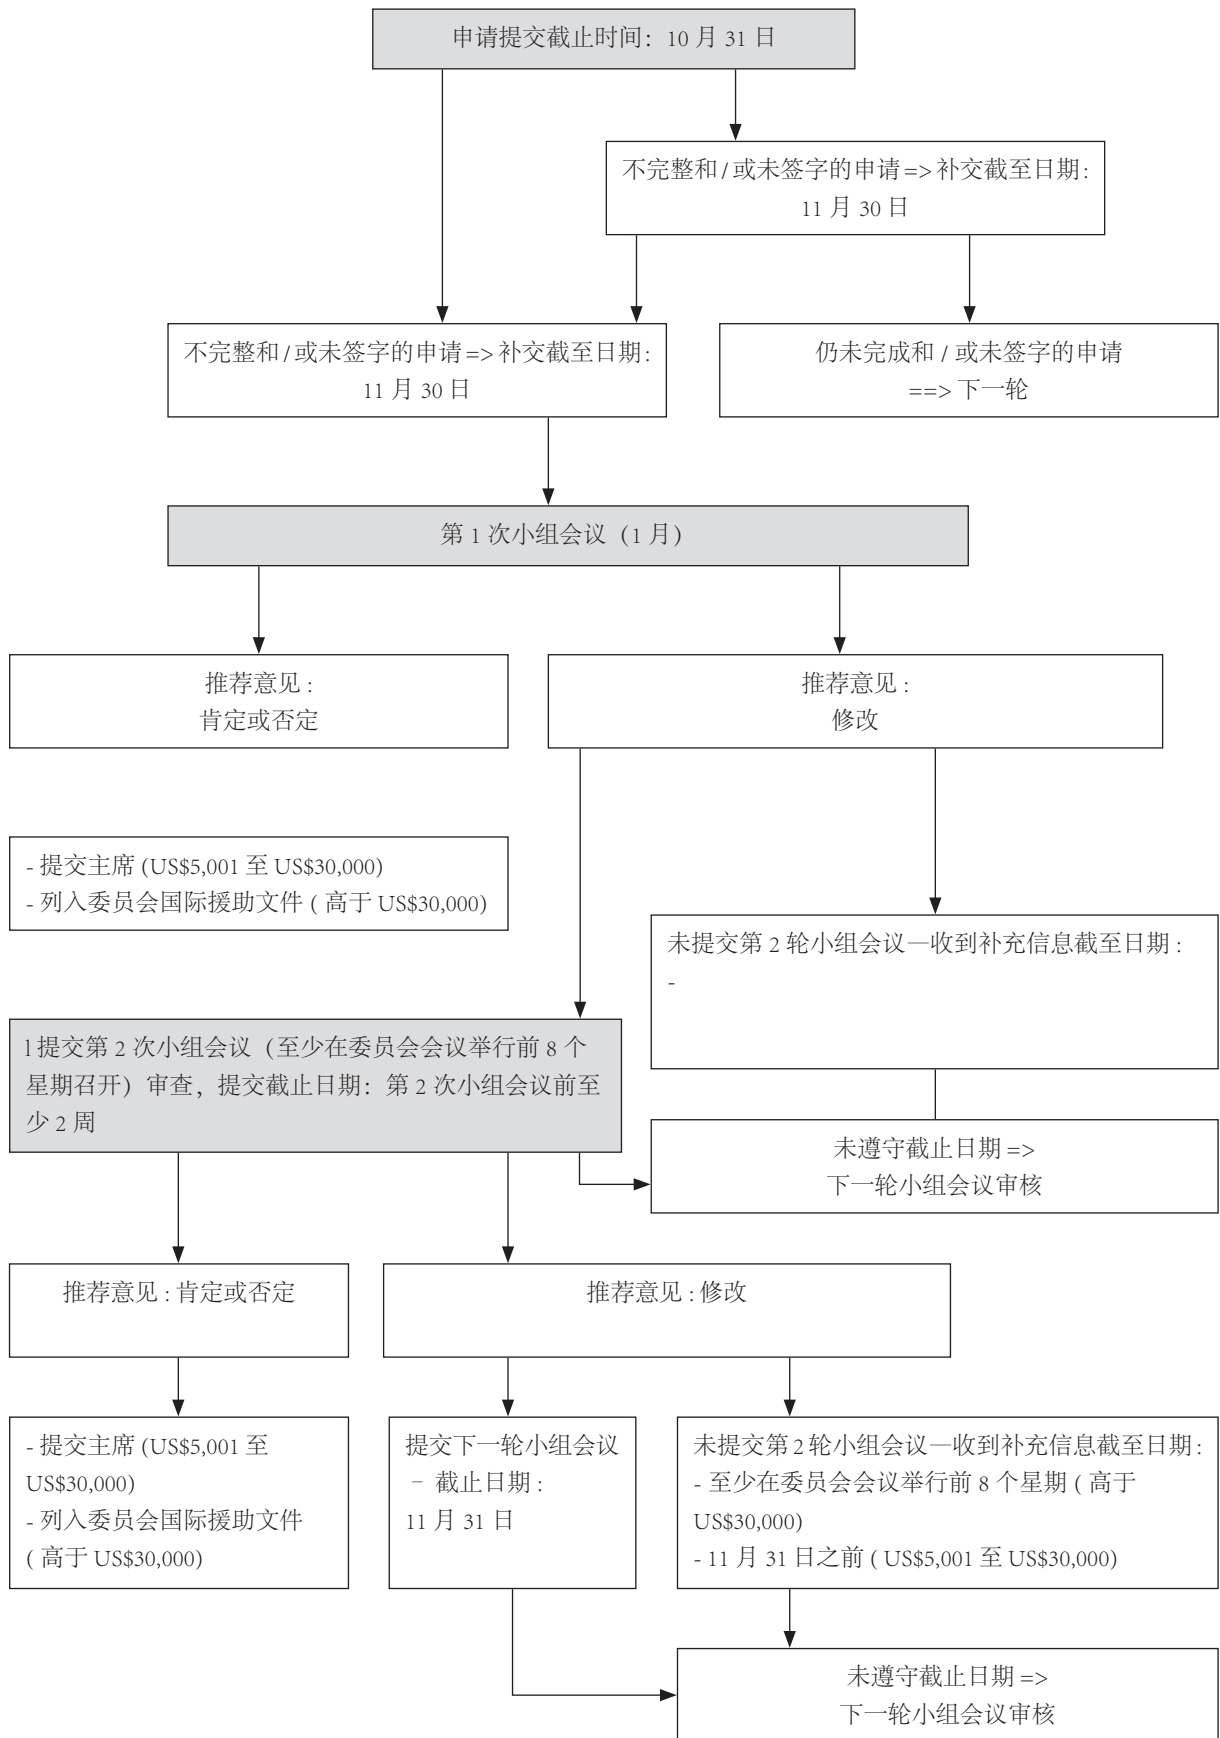 申请提交截止时间：10 月 31 日
不完整和 / 或未签字的申请 => 补交截至日期 :
11 月 30 日
不完整和 / 或未签字的申请 => 补交截至日期 :
11 月 30 日
仍未完成和 / 或未签字的申请
==> 下一轮
第 1 次小组会议（1 月）
推荐意见 :
肯定或否定
推荐意见 :
修改
- 提交主席 (US$5,001 至 US$30,000)
- 列入委员会国际援助文件 ( 高于 US$30,000)
未提交第 2 轮小组会议—收到补充信息截至日期 :
-
l 提交第 2 次小组会议（至少在委员会会议举行前 8 个
星期召开）审查，提交截止日期：第 2 次小组会议前至
少 2 周
未遵守截止日期 =>
下一轮小组会议审核
推荐意见 : 肯定或否定
推荐意见 : 修改
- 提交主席 (US$5,001 至
US$30,000)
- 列入委员会国际援助文件
( 高于 US$30,000)
提交下一轮小组会议
– 截止日期 :
11 月 31 日
未提交第 2 轮小组会议—收到补充信息截至日期 :
- 至少在委员会会议举行前 8 个星期 ( 高于
US$30,000)
- 11 月 31 日之前 ( US$5,001 至 US$30,000)
未遵守截止日期 =>
下一轮小组会议审核